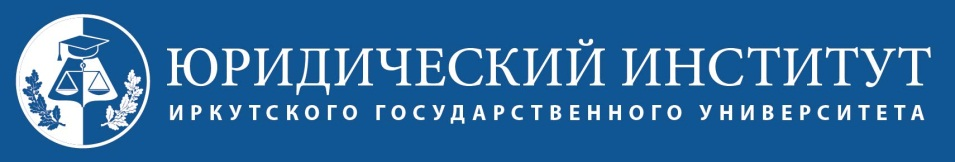 ЮРИДИЧЕСКИЙ ИНСТИТУТ
ИРКУТСКОГО ГОСУДАРСТВЕННОГО УНИВЕРСИТЕТА